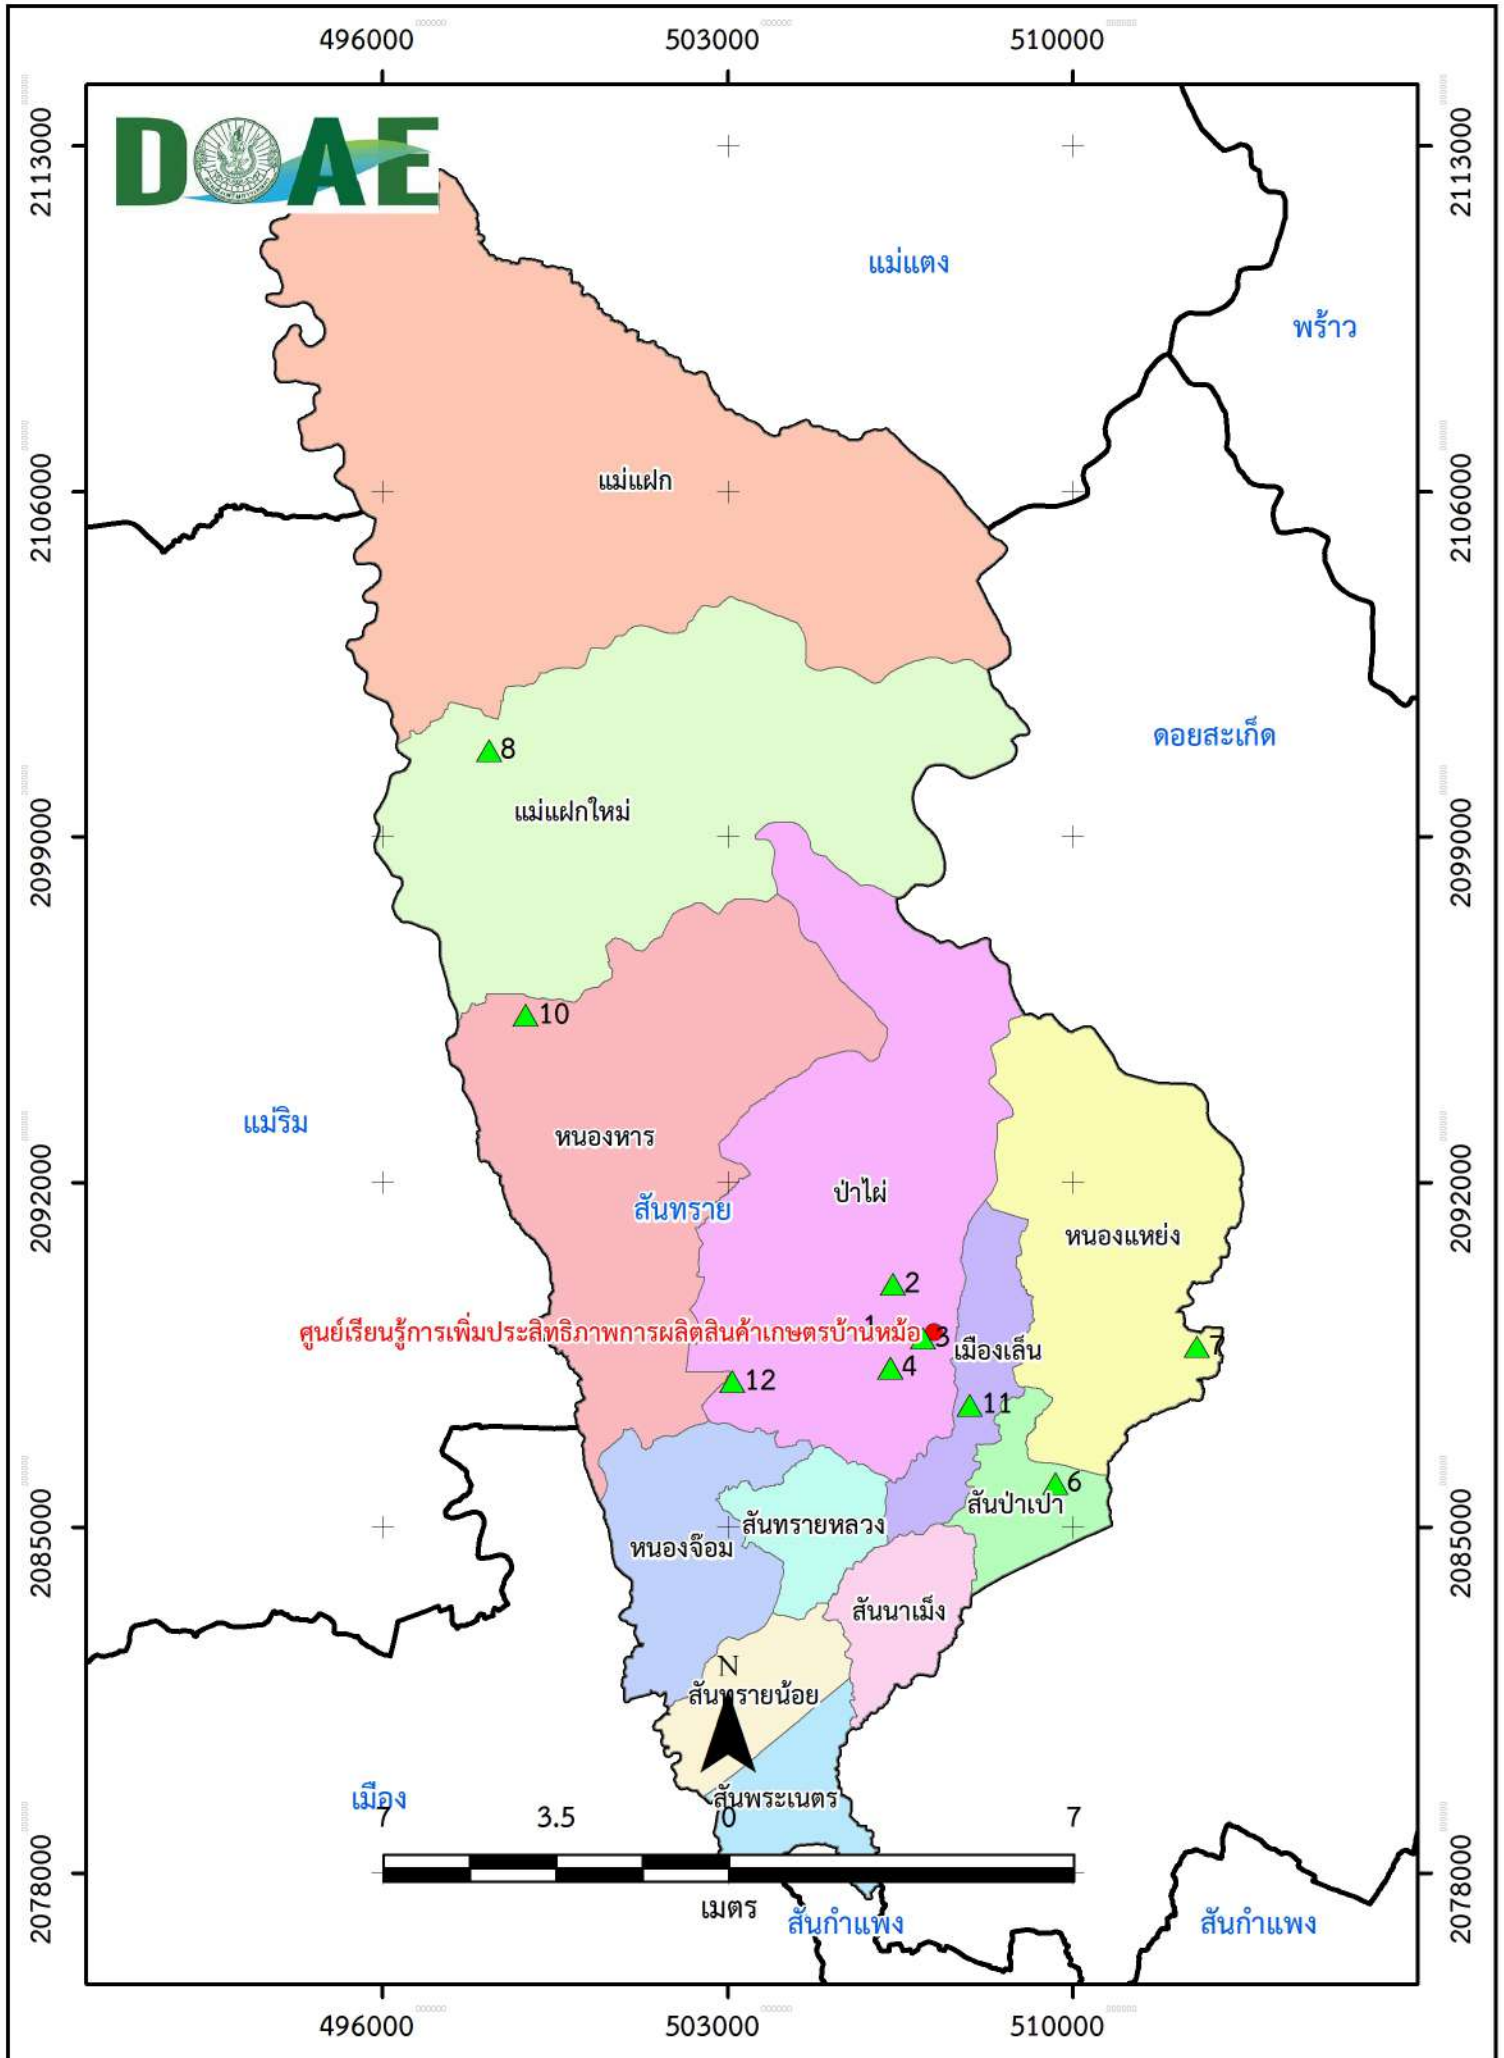 496000 503000 510000
2113000 2113000
DOAE
แม่แตง
พร้าว
แม่แฝก
2106000 2106000
ดอยสะเก็ด
8
แม่แฝกใหม่
2099000 2099000
10
แม่ริม
หนองหาร
2092000 2092000
ป่าไผ่
สันทราย
หนองแหย่ง
2
1
ศูนย์เรียนรู้การเพิ่มประสิทธิภาพการผลิตสินค้าเกษตรบ้านหม้อ
3
เมืองเล็น
7
4
12
11
6
สันป่าเปา
สันทรายหลวง
2085000 2085000
หนองจ๊อม
สันนาเม็ง
N
สันทรายน้อย
เมือง
สันพระเนตร
7 3.5 0 7
2078000 2078000
เมตร
สันกำแพง
สันกำแพง
496000 503000 510000